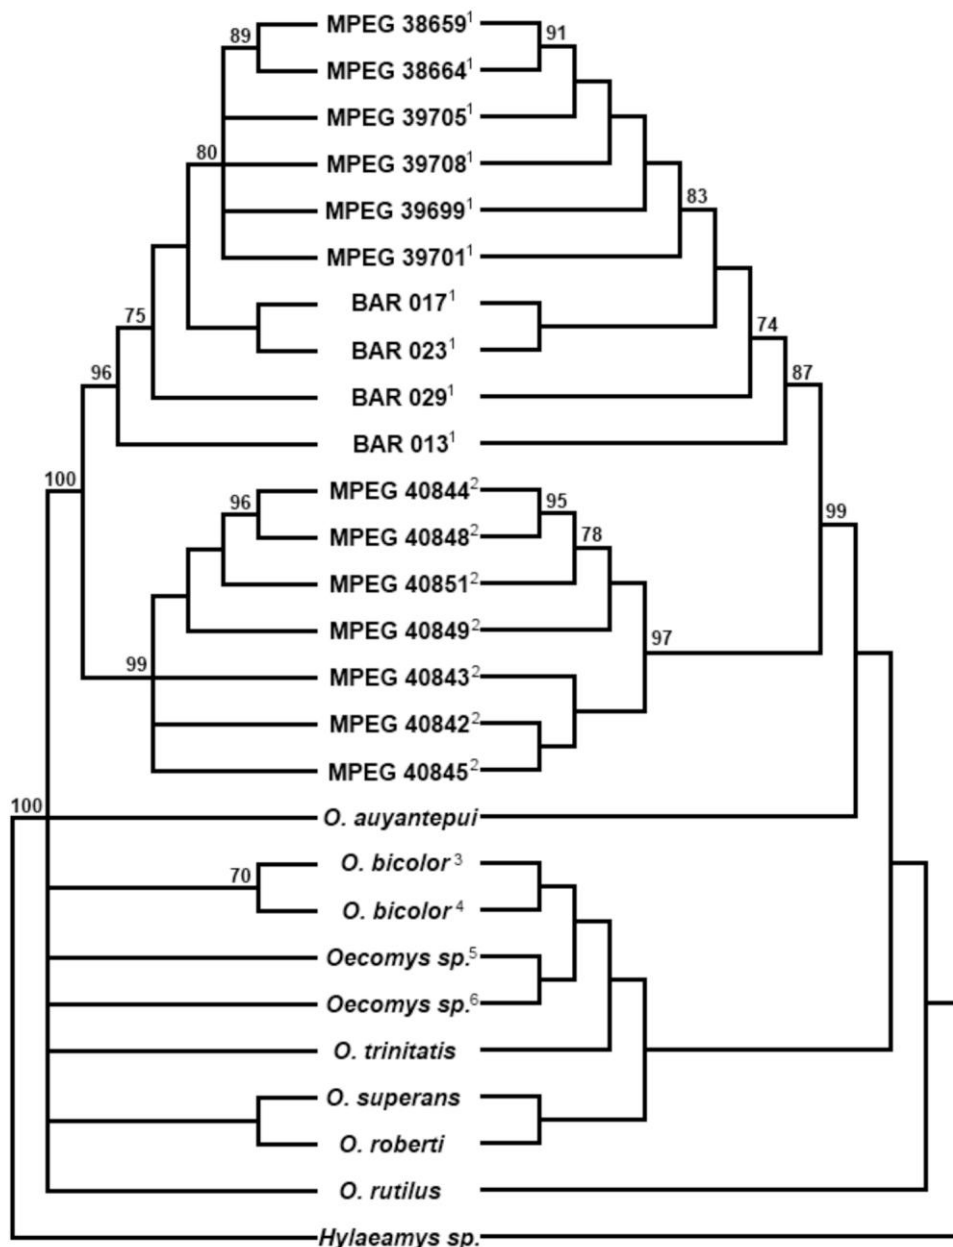 89 MPEG 38659¹ 91
MPEG 38664¹
MPEG 39705¹
80 MPEG 39708¹
MPEG 39699¹ 83
MPEG 39701¹
BAR 017¹
75 BAR 023¹ 74
96 BAR 029¹ 87
BAR 013¹
100 MPEG 40844²
96 MPEG 40848² 95 99
MPEG 40851² 78
MPEG 40849²
99 MPEG 40843² 97
MPEG 40842²
MPEG 40845²
100 O. auyantepui
70 O. bicolor ³
O. bicolor ⁴
Oecomys sp.⁵
Oecomys sp.⁶
O. trinitatis
O. superans
O. roberti
O. rutilus
Hylaeamys sp.